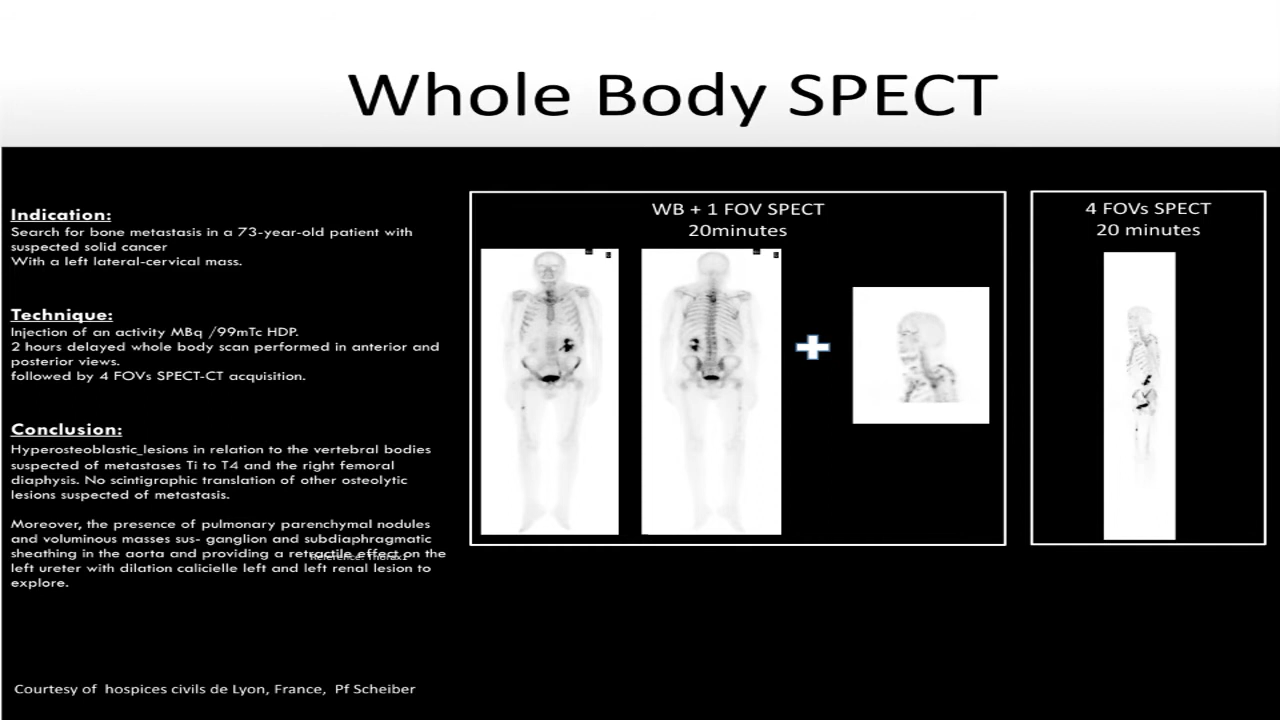 Whole Body SPECT
Indication:
Search for bone metastasis in a 73-year-old patient with
suspected solid cancer
With a left lateral-cervical mass.
Technique:
Injection of an activity MBq /99mTc HDP.
2 hours delayed whole body scan performed in anterior and
posterior views.
followed by 4 FOVs SPECT-CT acquisition.
Conclusion:
Hyperosteoblastic_lesions in relation to the vertebral bodies
suspected of metastases Ti to T4 and the right femoral
diaphysis. No scintigraphic translation of other osteolytic
lesions suspected of metastasis.
Moreover, the presence of pulmonary parenchymal nodules
and voluminous masses sus- ganglion and subdiaphragmatic
sheathing in the aorta and providing a retractile effect on the
left ureter with dilation calicielle left and left renal lesion to
explore.
Courtesy of hospices civils de Lyon, France, Pf Scheiber
WB + 1 FOV SPECT
20minutes
4 FOVs SPECT
20 minutes